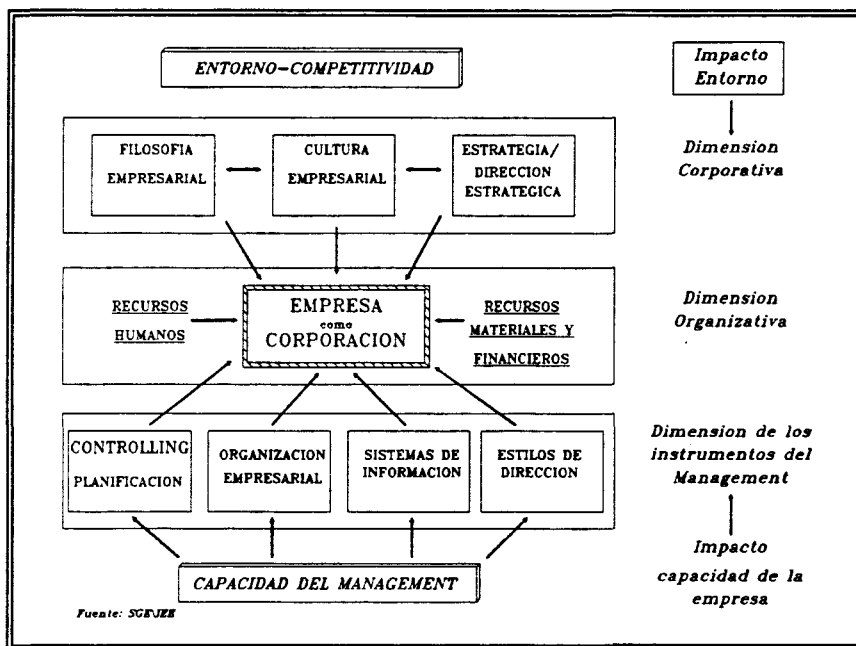 ENTORNO-COMPETITIVIDAD
Impacto
Entorno
FILOSOFIA
EMPRESARIAL
CULTURA
EMPRESARIAL
ESTRATEGIA/
DIRECCION
ESTRATEGICA
Dimension
Corporativa
RECURSOS
HUMANOS
EMPRESA
como
CORPORACION
RECURSOS
MATERIALES Y
FINANCIEROS
Dimension
Organizativa
CONTROLLING
PLANIFICACION
ORGANIZACION
EMPRESARIAL
SISTEMAS DE
INFORMACION
ESTILOS DE
DIRECCION
Dimension de los
instrumentos del
Management
CAPACIDAD DEL MANAGEMENT
Impacto
capacidad de la
empresa
Fuente: